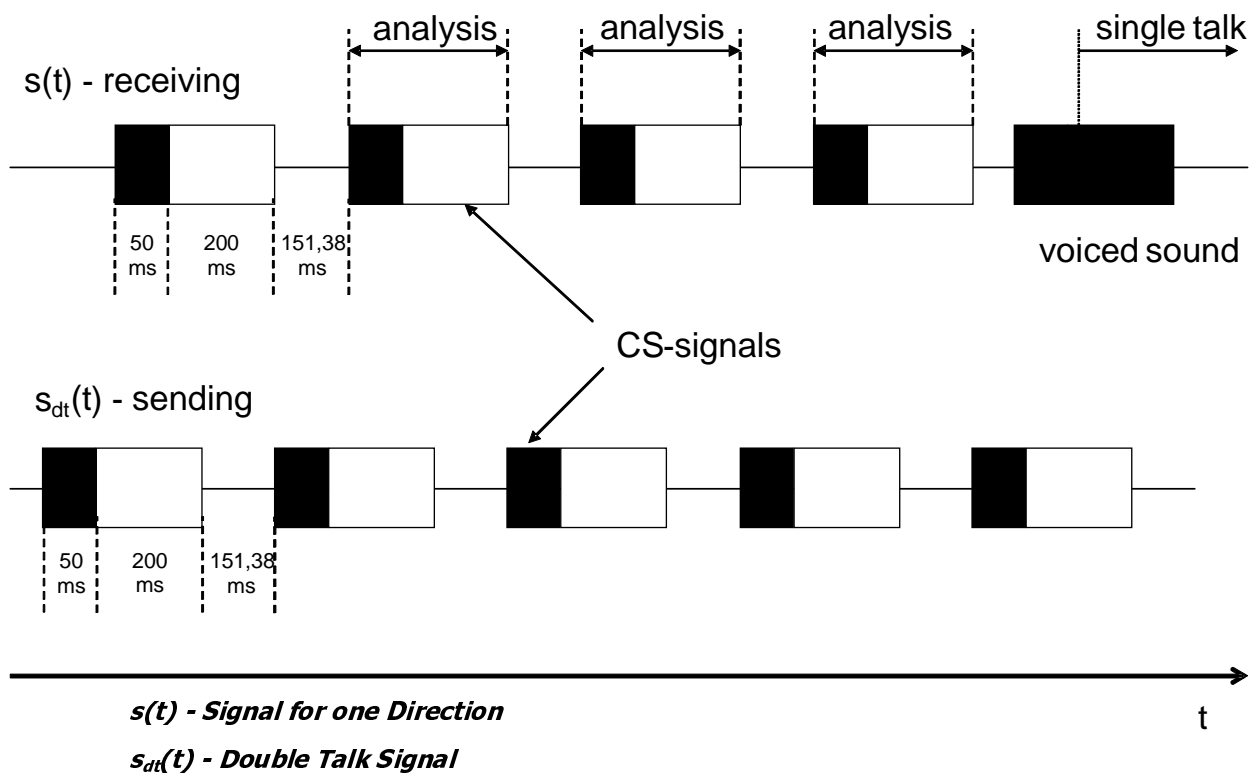 analysis analysis analysis single talk
s(t) - receiving
50 200 151,38
ms ms ms
voiced sound
CS-signals
sdt(t) - sending
50 200 151,38
ms ms ms
s(t) - Signal for one Direction
t
sdt(t) - Double Talk Signal